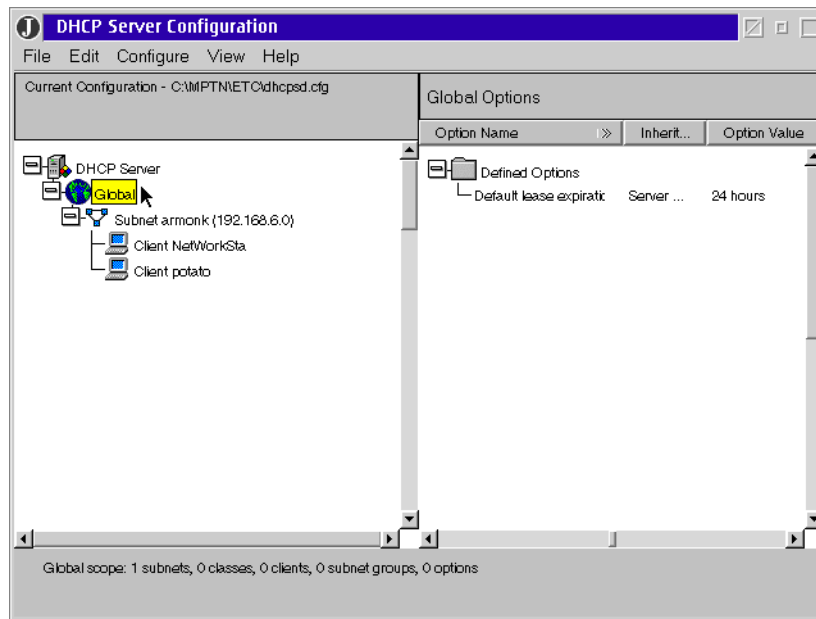 J DHCP Server Configuration
File Edit Configure View Help
Current Configuration - C:\MPTN\ETC\dhcpsd.cfg
Global Options
Option Name » Inherit... Option Value
DHCP Server
Global
Subnet armonk (192.168.6.0)
Client NetWorkSta
Client potato
Defined Options
Default lease expiratic Server ... 24 hours
Global scope: 1 subnets, 0 classes, 0 clients, 0 subnet groups, 0 options